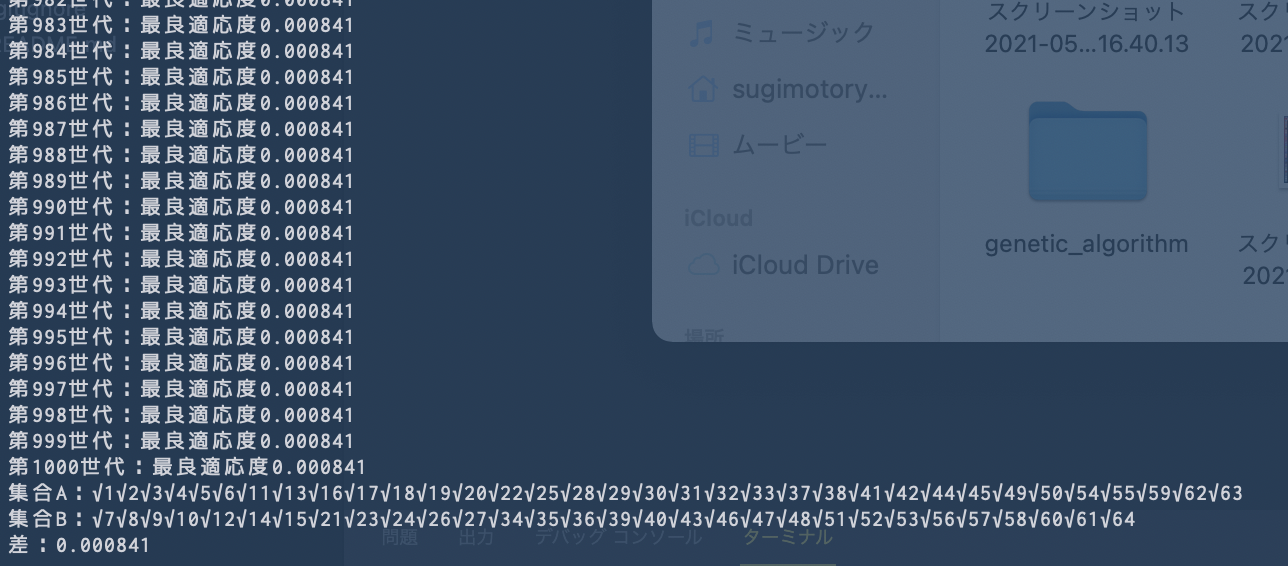 第982世代：最良適応度0.000841
第983世代：最良適応度0.000841
第984世代：最良適応度0.000841
第985世代：最良適応度0.000841
第986世代：最良適応度0.000841
第987世代：最良適応度0.000841
第988世代：最良適応度0.000841
第989世代：最良適応度0.000841
第990世代：最良適応度0.000841
第991世代：最良適応度0.000841
第992世代：最良適応度0.000841
第993世代：最良適応度0.000841
第994世代：最良適応度0.000841
第995世代：最良適応度0.000841
第996世代：最良適応度0.000841
第997世代：最良適応度0.000841
第998世代：最良適応度0.000841
第999世代：最良適応度0.000841
第1000世代：最良適応度0.000841
集合A：√1√2√3√4√5√6√11√13√16√17√18√19√20√22√25√28√29√30√31√32√33√37√38√41√42√44√45√49√50√54√55√59√62√63
集合B：√7√8√9√10√12√14√15√21√23√24√26√27√34√35√36√39√40√43√46√47√48√51√52√53√56√57√58√60√61√64
差：0.000841
ミュージック
sugimotory...
ムービー
iCloud
iCloud Drive
場所
スクリーンショット
2021-05...16.40.13
genetic_algorithm
スク
202
問題 出力 デバッグ コンソール ターミナル